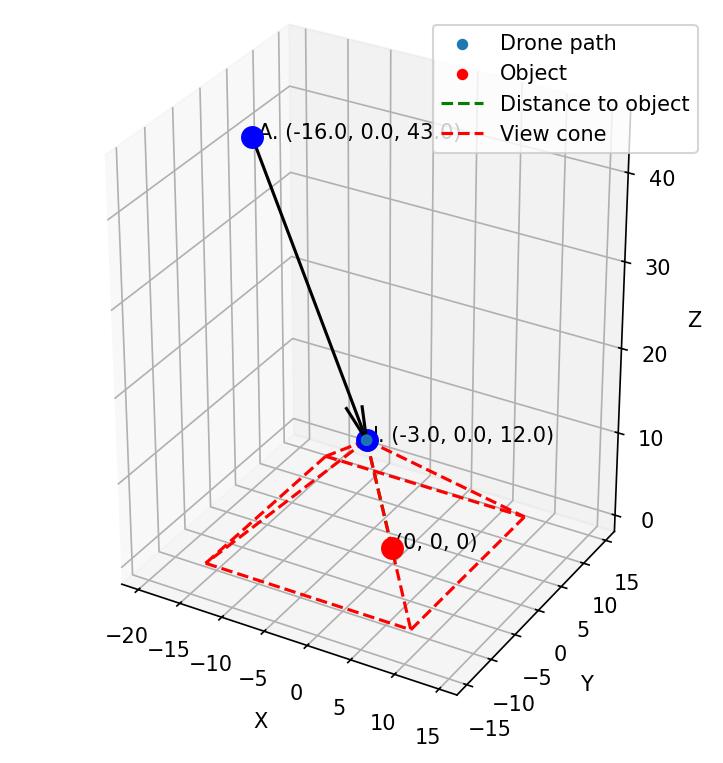 Drone path
Object
Distance to object
View cone
A. (-16.0, 0.0, 43.0)
. (-3.0, 0.0, 12.0)
(0, 0, 0)
40
30
20
10
0
Z
15
10
5
0
−5
−10
−15
Y
−20
−15
−10
−5
0
5
10
15
X